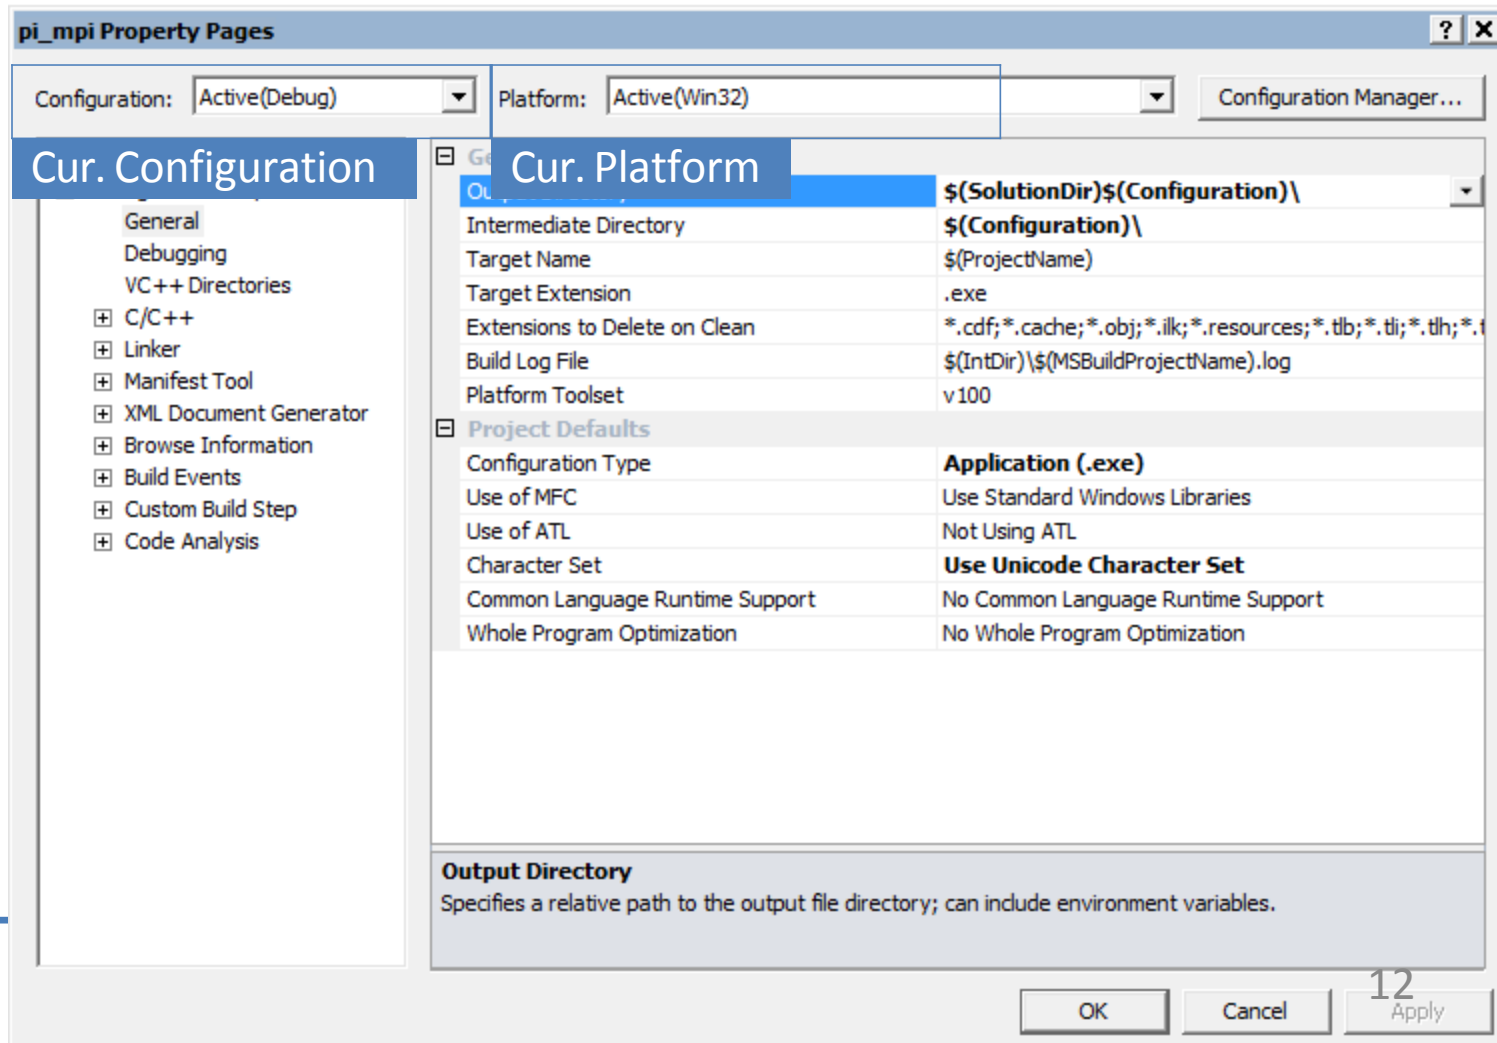 pi_mpi Property Pages
Configuration: Active(Debug) Platform: Active(Win32) Configuration Manager...
Cur. Configuration Cur. Platform
$(SolutionDir)$(Configuration)\
General
Intermediate Directory $(Configuration)\
Debugging
Target Name $(ProjectName)
VC++ Directories
Target Extension .exe
C/C++
Extensions to Delete on Clean *.cdf;*.cache;*.obj;*.ilk;*.resources;*.tlb;*.tli;*.tlh;*.t
Linker
Build Log File $(IntDir)\$(MSBuildProjectName).log
Manifest Tool
Platform Toolset v100
XML Document Generator
Project Defaults
Browse Information
Configuration Type Application (.exe)
Build Events
Use of MFC Use Standard Windows Libraries
Custom Build Step
Use of ATL Not Using ATL
Code Analysis
Character Set Use Unicode Character Set
Common Language Runtime Support No Common Language Runtime Support
Whole Program Optimization No Whole Program Optimization
Output Directory
Specifies a relative path to the output file directory; can include environment variables.
12
OK Cancel Apply